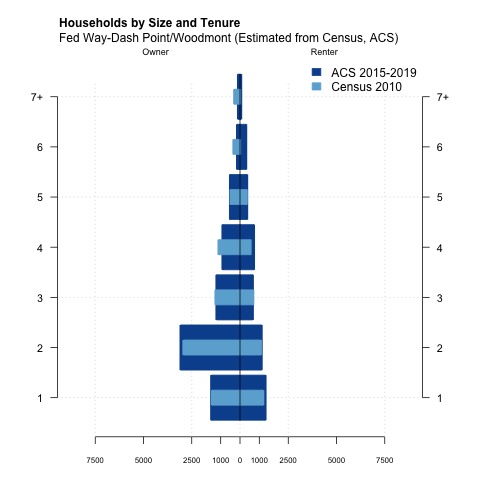 Households by Size and Tenure
Fed Way-Dash Point/Woodmont (Estimated from Census, ACS)
Owner Renter
ACS 2015-2019
Census 2010
7+ 7+
6 6
5 5
4 4
3 3
2 2
1 1
7500 5000 2500 1000 0 1000 2500 5000 7500